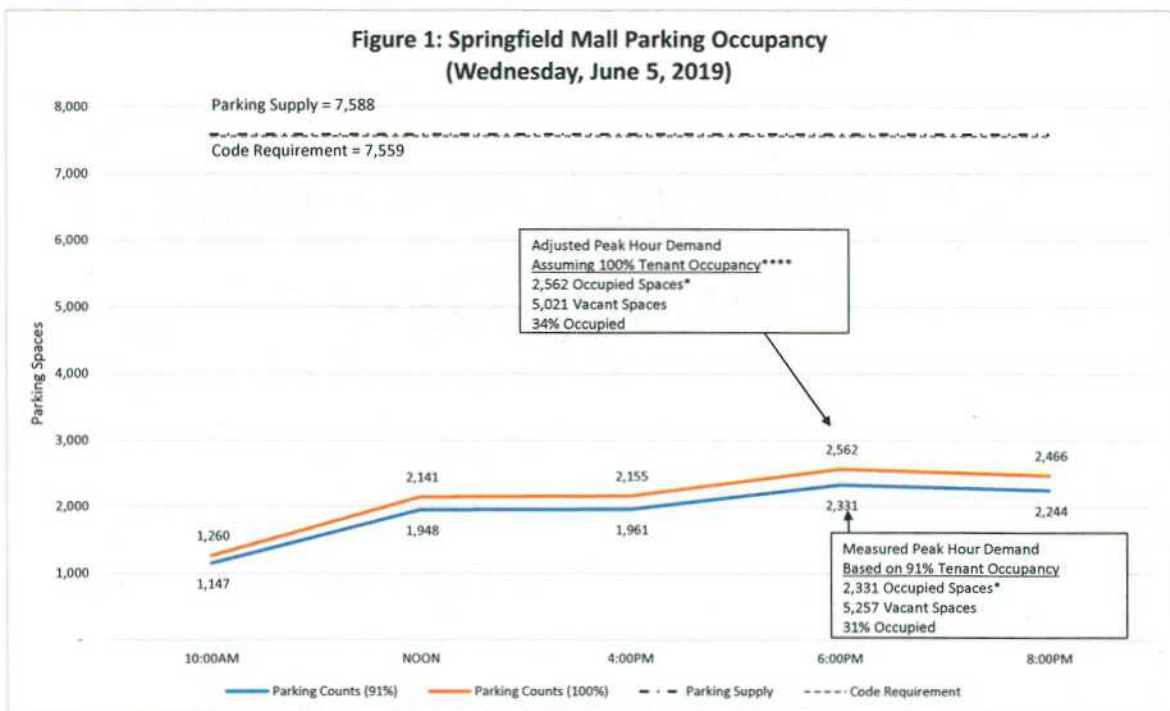 Figure 1: Springfield Mall Parking Occupancy
(Wednesday, June 5, 2019)
8,000
Parking Supply = 7,588
Code Requirement = 7,559
7,000
6,000
Adjusted Peak Hour Demand
Assuming 100% Tenant Occupancy****
2,562 Occupied Spaces*
5,021 Vacant Spaces
34% Occupied
5,000
Parking Spaces
4,000
3,000
2,562
2,466
2,141
2,155
2,000
2,331
2,244
1,948
1,961
1,260
1,147
1,000
Measured Peak Hour Demand
Based on 91% Tenant Occupancy
2,331 Occupied Spaces*
5,257 Vacant Spaces
31% Occupied
-
10:00AM NOON 4:00PM 6:00PM 8:00PM
Parking Counts (91%) Parking Counts (100%) Parking Supply Code Requirement